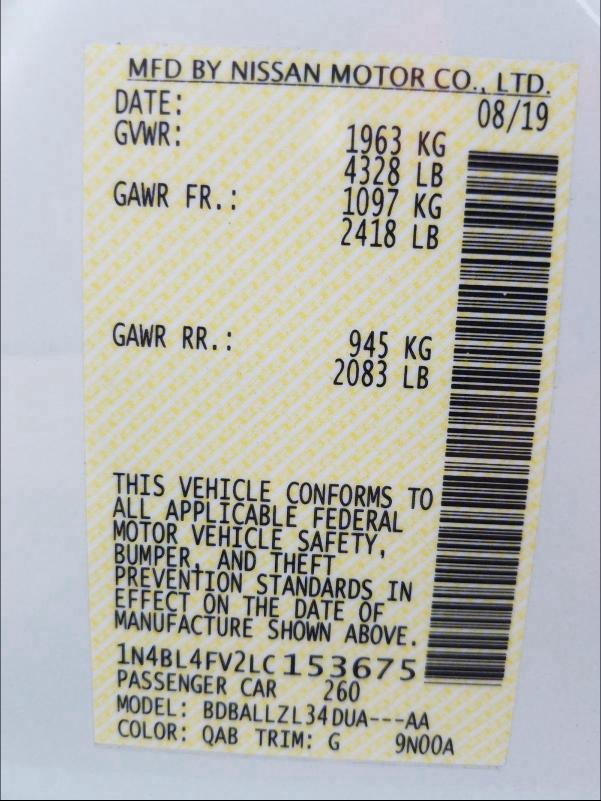 MFD BY NISSAN MOTOR CO., LTD.
DATE: 08/19
GVWR: 1963 KG
4328 LB
GAWR FR.: 1097 KG
2418 LB
GAWR RR.: 945 KG
2083 LB
THIS VEHICLE CONFORMS TO
ALL APPLICABLE FEDERAL
MOTOR VEHICLE SAFETY,
BUMPER, AND THEFT
PREVENTION STANDARDS IN
EFFECT ON THE DATE OF
MANUFACTURE SHOWN ABOVE.
1N4BL4FV2LC153675
PASSENGER CAR 260
MODEL: BDBALLZL34DUA---AA
COLOR: QAB TRIM: G 9N00A